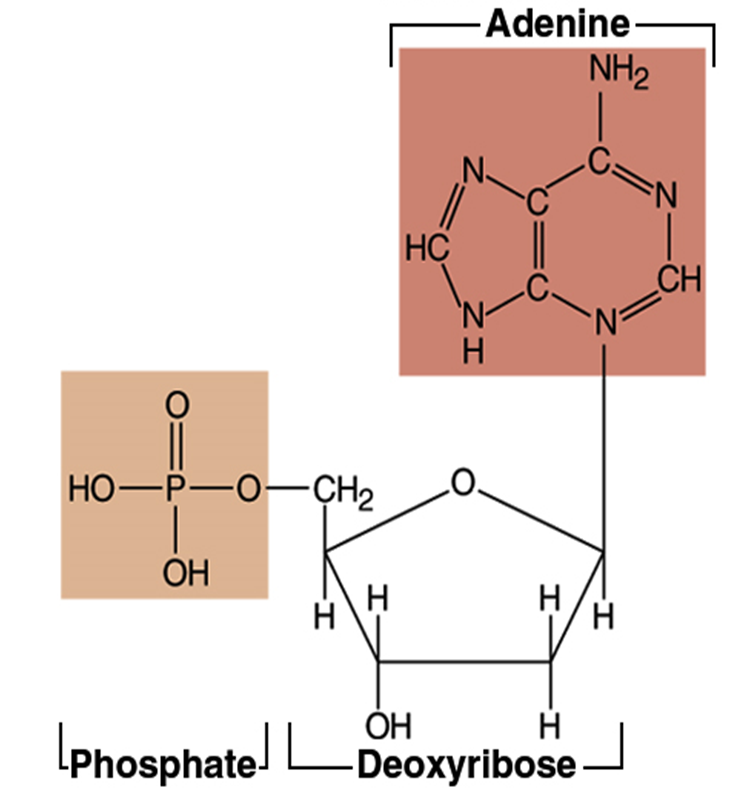 Adenine
NH2
C
N
N
C
HC
C
CH
N
H
N
O
HO P O CH2
O
OH
H
H
H
H
OH
H
Phosphate
Deoxyribose